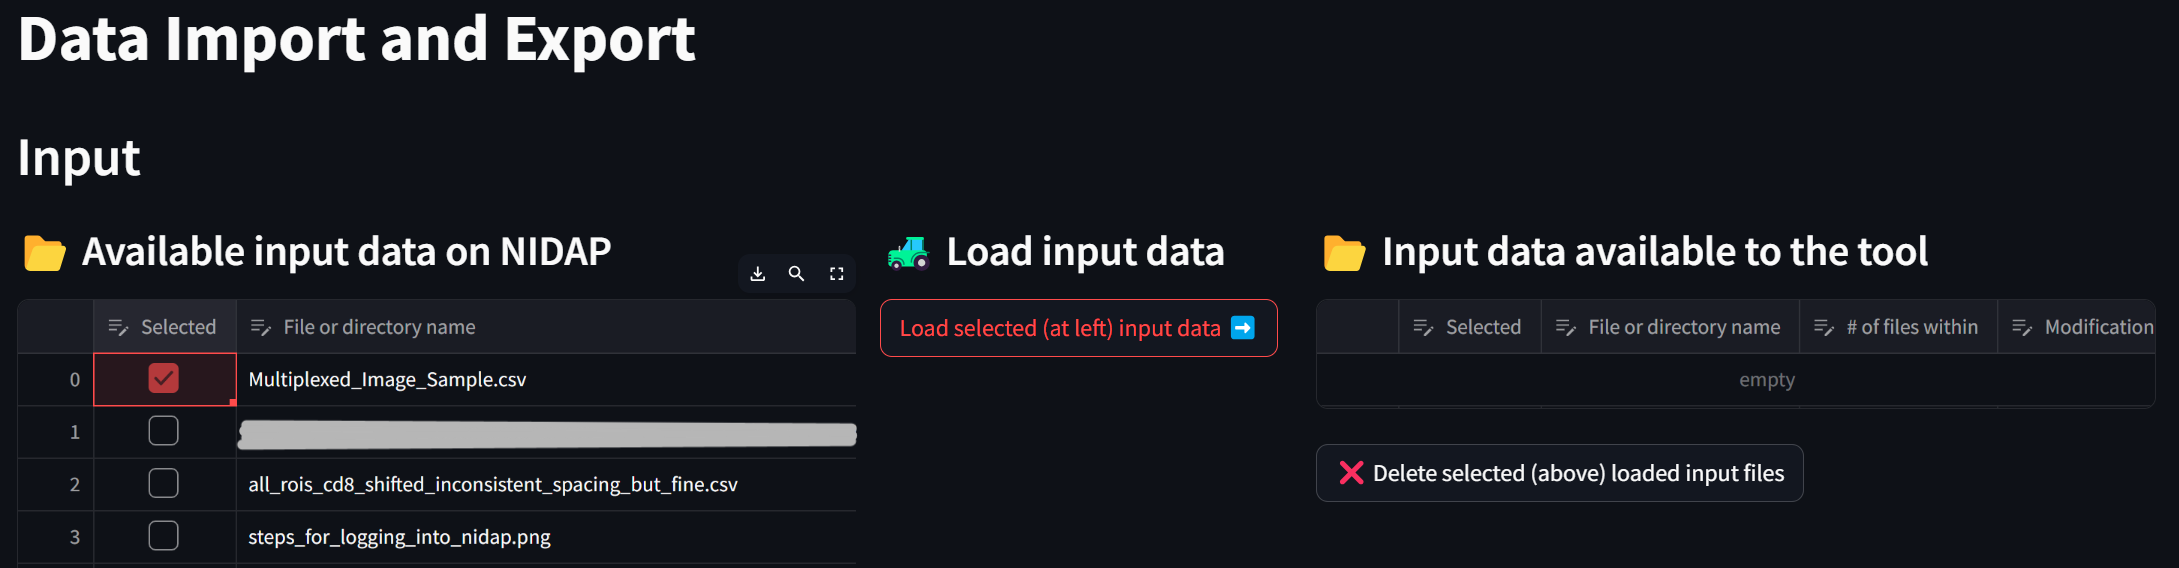 Data Import and Export
Input
Available input data on NIDAP
Selected File or directory name
0 Multiplexed_Image_Sample.csv
1
2 all_rois_cd8_shifted_inconsistent_spacing_but_fine.csv
3 steps_for_logging_into_nidap.png
Load input data
Load selected (at left) input data
Input data available to the tool
Selected File or directory name # of files within Modification
empty
Delete selected (above) loaded input files